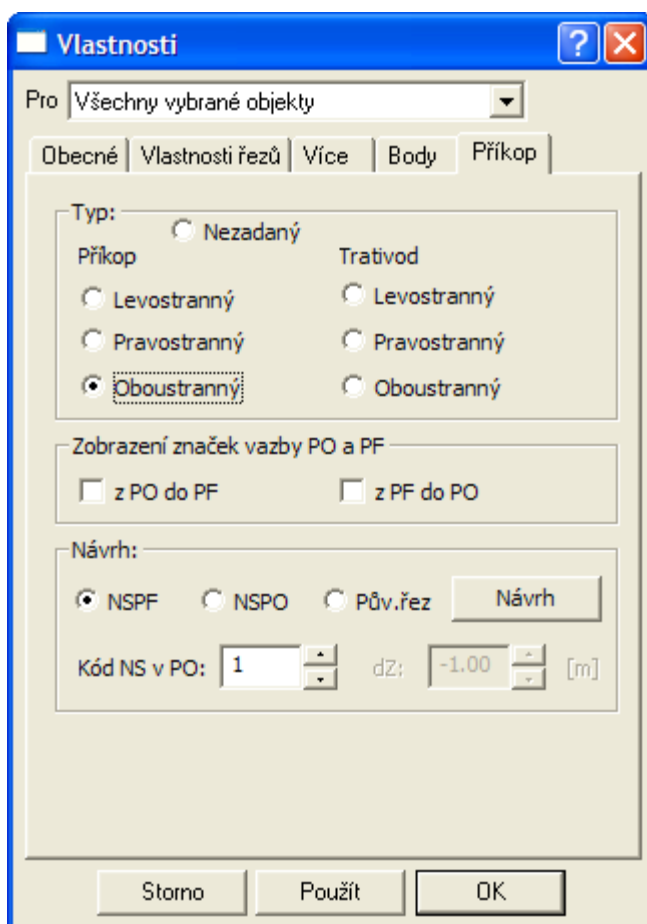 Vlastnosti
Pro Všechny vybrané objekty
Obecné Vlastnosti řezů Více Body Příkop
Typ:
Nezadaný
Příkop Trativod
Levostranný Levostranný
Pravostranný Pravostranný
Oboustranný Oboustranný
Zobrazení značek vazby PO a PF
z PO do PF z PF do PO
Návrh:
NSPF NSPO Pův.řez Návrh
Kód NS v PO: 1 dZ: -1.00 [m]
Storno Použít OK